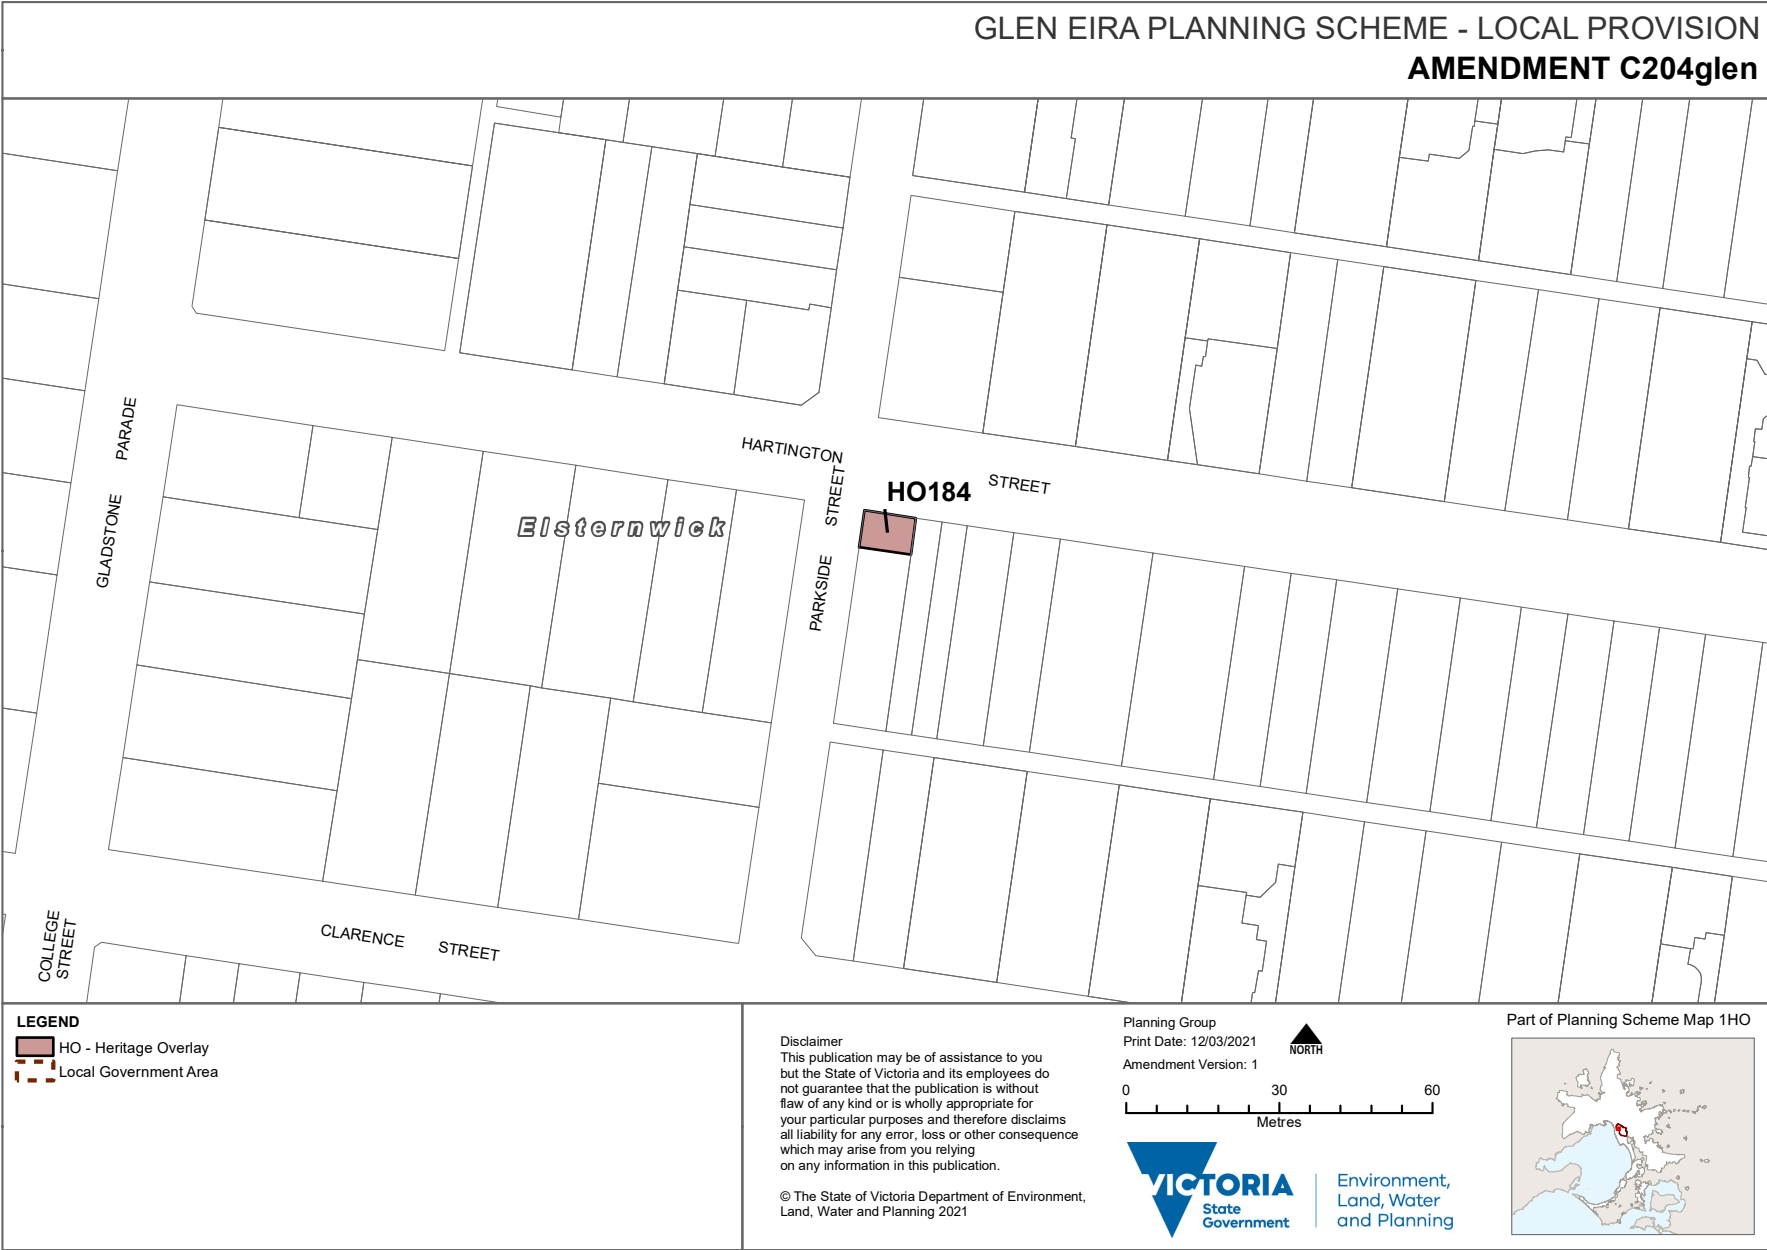 GLEN EIRA PLANNING SCHEME - LOCAL PROVISION
AMENDMENT C204glen
GLADSTONE PARADE
HARTINGTON STREET
PARKSIDE STREET
HO184
Elsternwick
COLLEGE
STREET
CLARENCE STREET
LEGEND
HO - Heritage Overlay
Local Government Area
Disclaimer
This publication may be of assistance to you
but the State of Victoria and its employees do
not guarantee that the publication is without
flaw of any kind or is wholly appropriate for
your particular purposes and therefore disclaims
all liability for any error, loss or other consequence
which may arise from you relying
on any information in this publication.
© The State of Victoria Department of Environment,
Land, Water and Planning 2021
Planning Group
Print Date: 12/03/2021
Amendment Version: 1
NORTH
0 30 60
Metres
VICTORIA
State
Government
Environment,
Land, Water
and Planning
Part of Planning Scheme Map 1HO